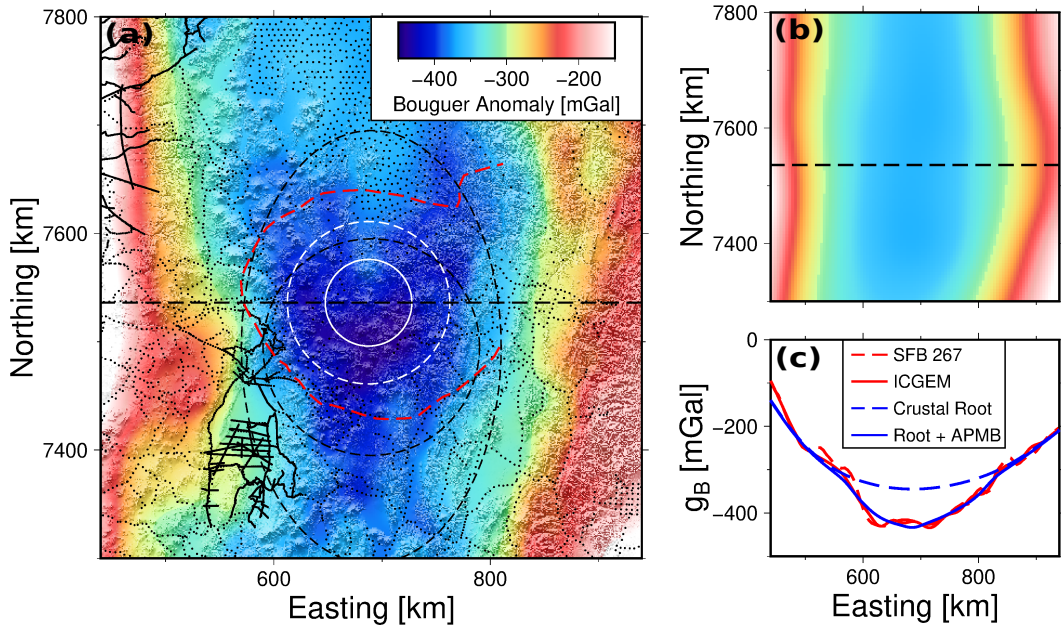 (a)
−400 −300 −200
Bouguer Anomaly [mGal]
7800
7600
7400
Northing [km]
600 800
Easting [km]
(b)
7800
7600
7400
Northing [km]
(c)
SFB 267
ICGEM
Crustal Root
Root + APMB
0
−200
−400
gB [mGal]
600 800
Easting [km]